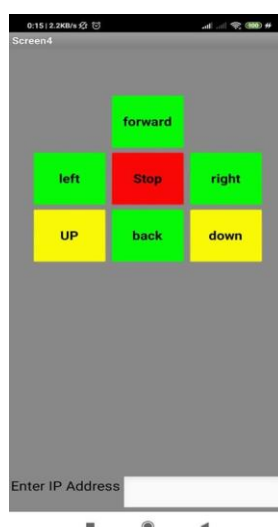 0:15 | 2.2KB/s
Screen4
forward
left Stop right
UP back down
Enter IP Address